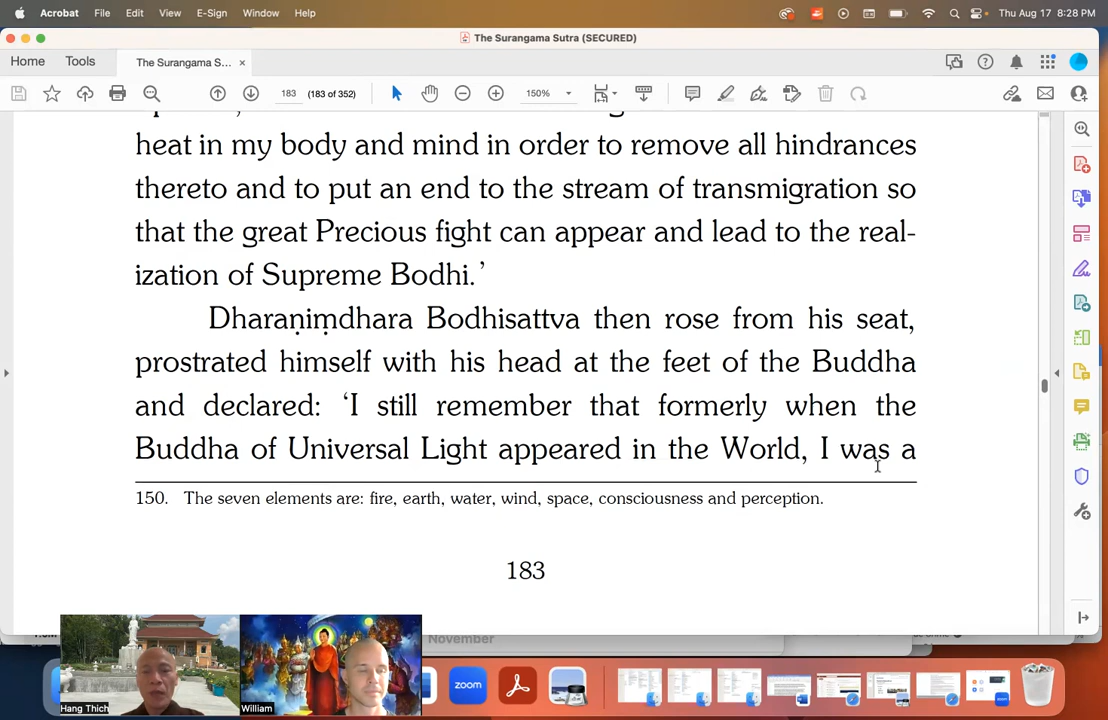 Acrobat File Edit View E-Sign Window Help Thu Aug 17 8:28 PM
The Surangama Sutra (SECURED)
Home Tools The Surangama S... ×
183 (183 of 352) 150%
heat in my body and mind in order to remove all hindrances
thereto and to put an end to the stream of transmigration so
that the great Precious fight can appear and lead to the real-
ization of Supreme Bodhi.’
Dharaṇiṃdhara Bodhisattva then rose from his seat,
prostrated himself with his head at the feet of the Buddha
and declared: ‘I still remember that formerly when the
Buddha of Universal Light appeared in the World, I was a
150. The seven elements are: fire, earth, water, wind, space, consciousness and perception.
183
November
zoom
Hang Thich William